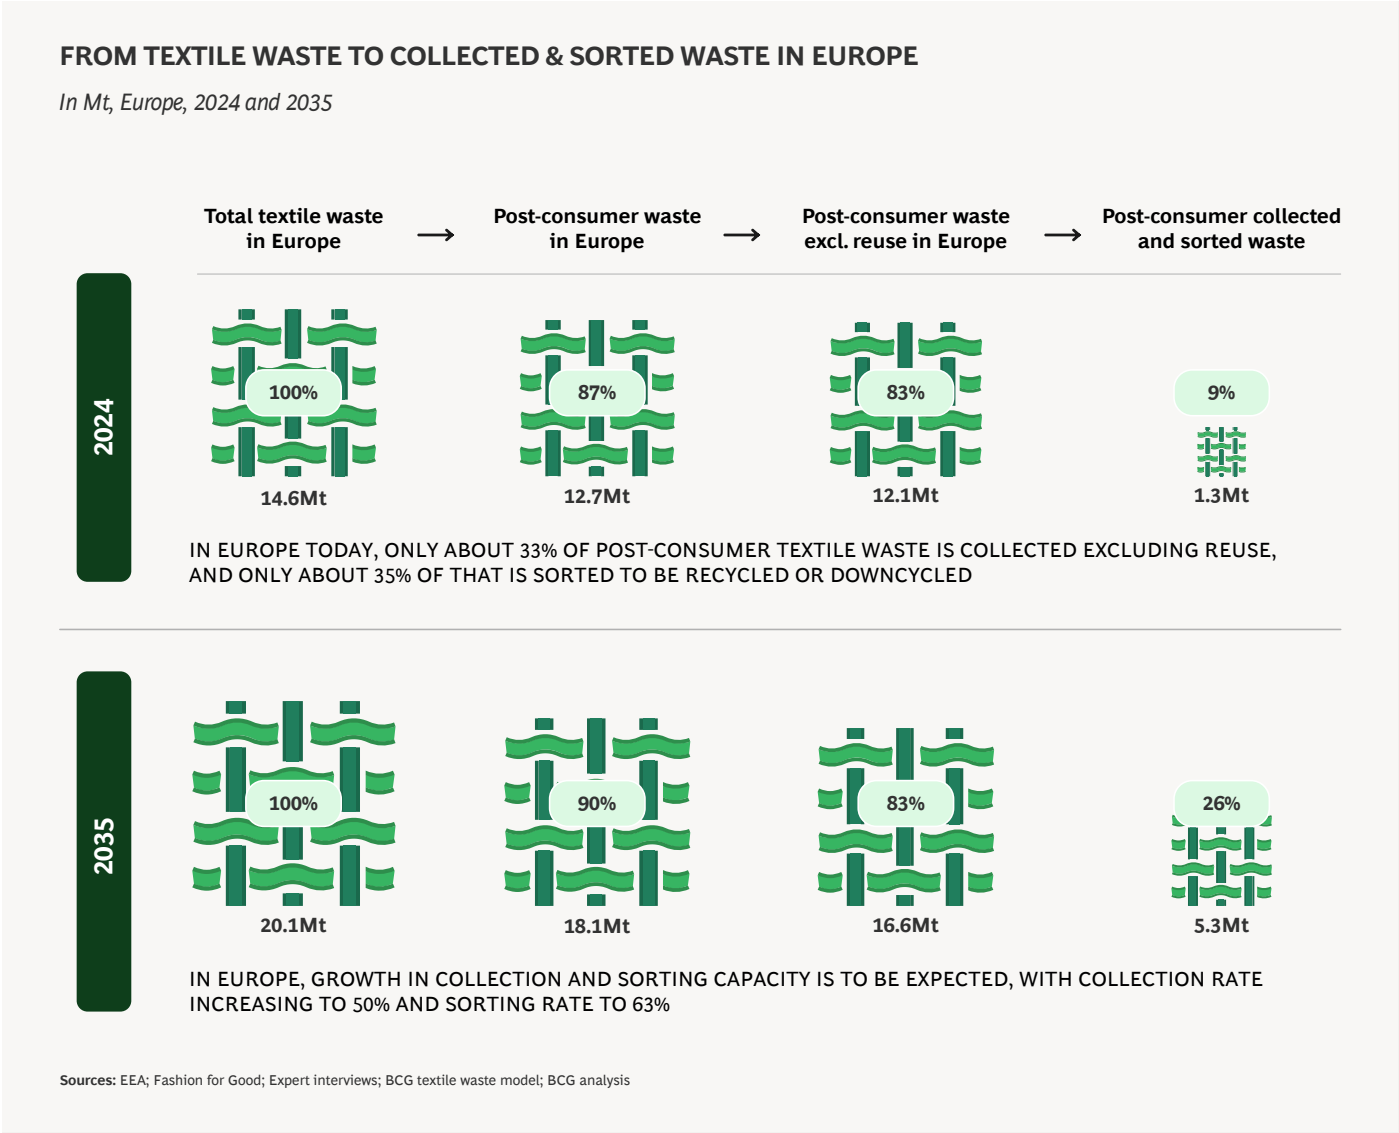 FROM TEXTILE WASTE TO COLLECTED & SORTED WASTE IN EUROPE
In Mt, Europe, 2024 and 2035
Total textile waste
in Europe
Post-consumer waste
in Europe
Post-consumer waste
excl. reuse in Europe
Post-consumer collected
and sorted waste
2024
100%
87%
83%
9%
14.6Mt
12.7Mt
12.1Mt
1.3Mt
IN EUROPE TODAY, ONLY ABOUT 33% OF POST-CONSUMER TEXTILE WASTE IS COLLECTED EXCLUDING REUSE,
AND ONLY ABOUT 35% OF THAT IS SORTED TO BE RECYCLED OR DOWNCYCLED
2035
100%
90%
83%
26%
20.1Mt
18.1Mt
16.6Mt
5.3Mt
IN EUROPE, GROWTH IN COLLECTION AND SORTING CAPACITY IS TO BE EXPECTED, WITH COLLECTION RATE
INCREASING TO 50% AND SORTING RATE TO 63%
Sources: EEA; Fashion for Good; Expert interviews; BCG textile waste model; BCG analysis